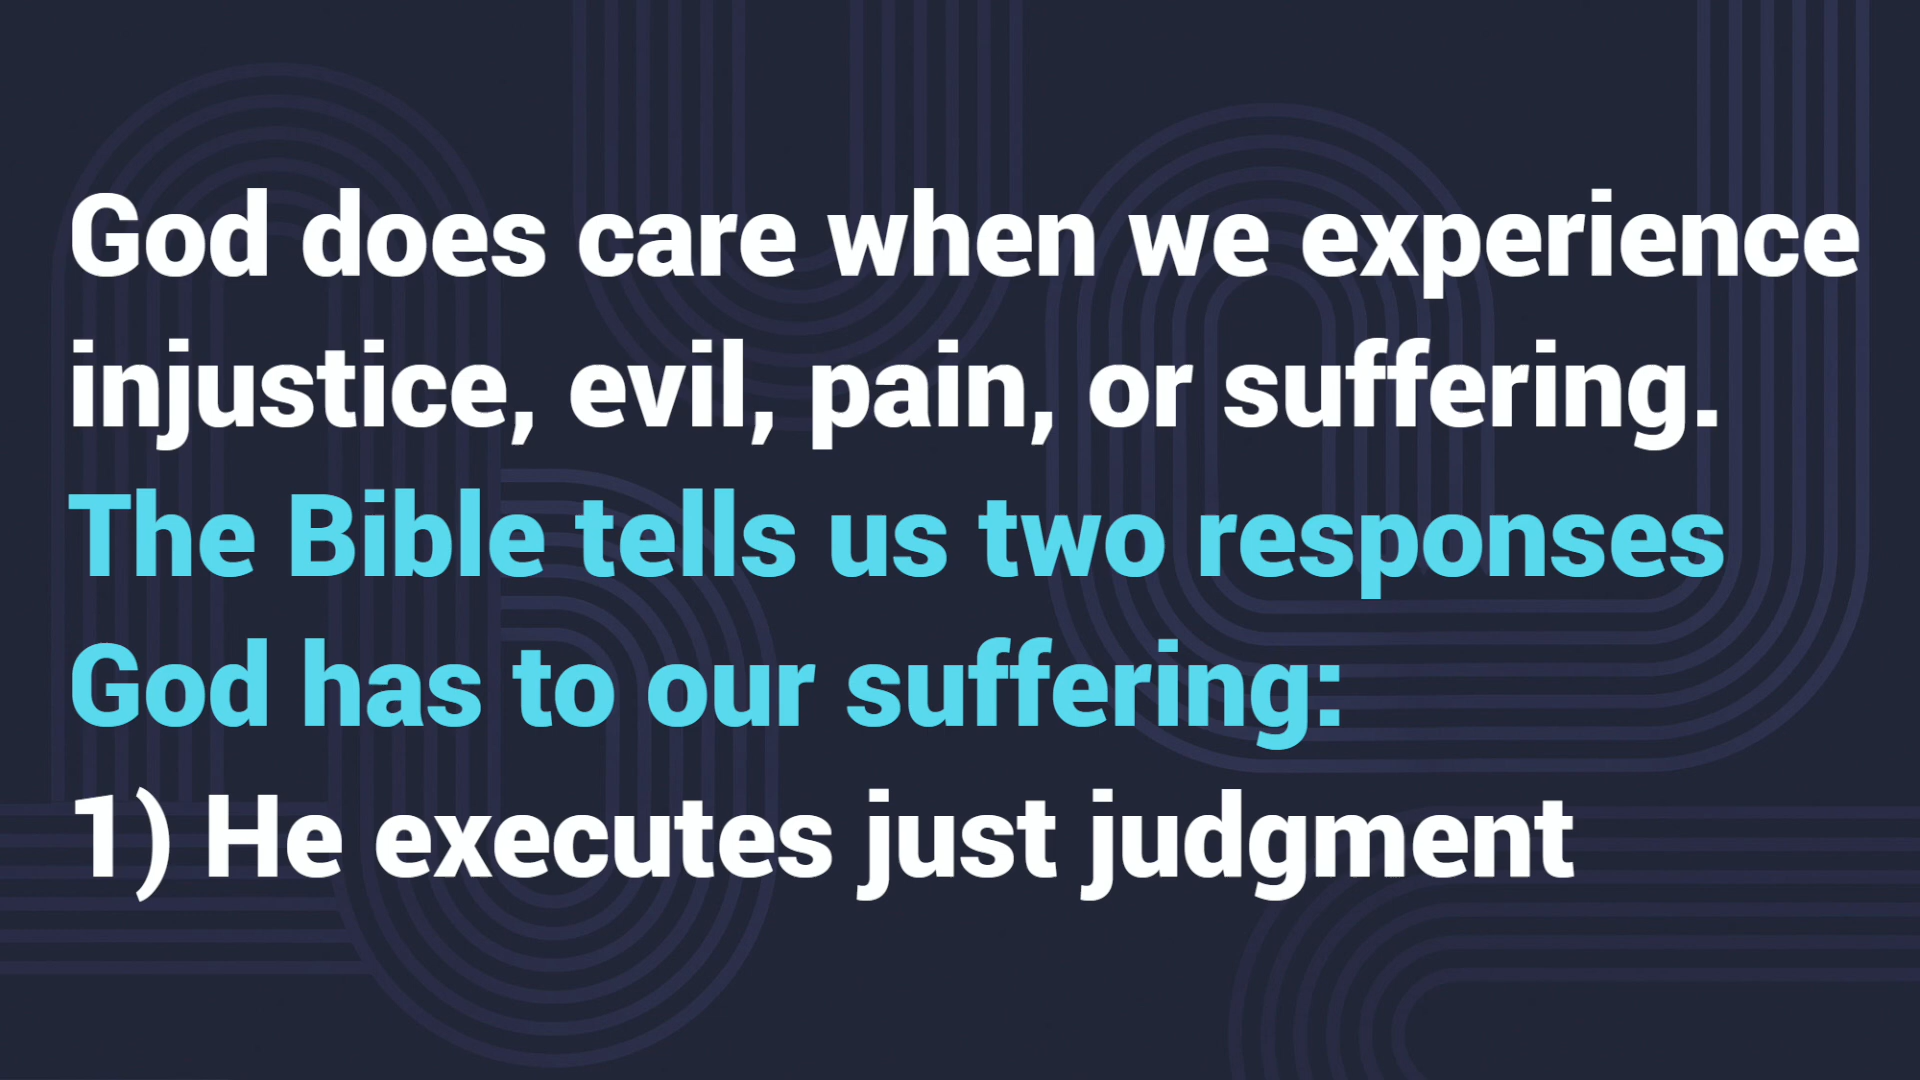 God does care when we experience
injustice, evil, pain, or suffering.
The Bible tells us two responses
God has to our suffering:
1) He executes just judgment